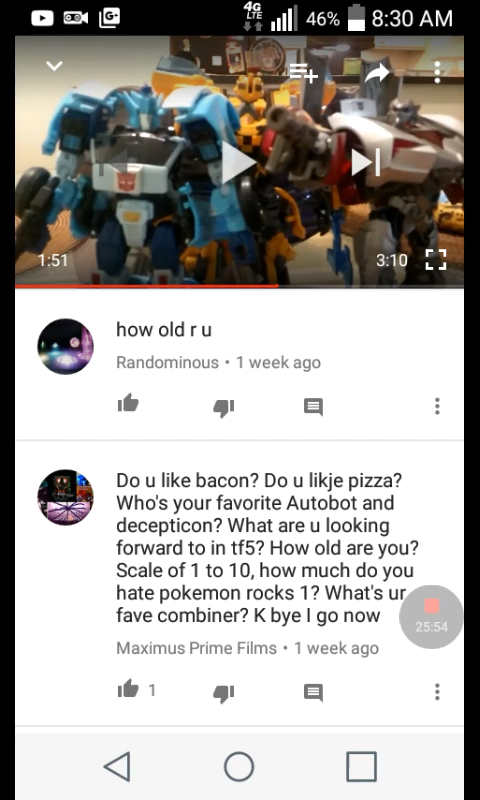 4G LTE 46% 8:30 AM
1:51 3:10
how old r u
Randominous • 1 week ago
Do u like bacon? Do u likje pizza?
Who's your favorite Autobot and
decepticon? What are u looking
forward to in tf5? How old are you?
Scale of 1 to 10, how much do you
hate pokemon rocks 1? What's ur
fave combiner? K bye I go now
25:54
Maximus Prime Films • 1 week ago
1